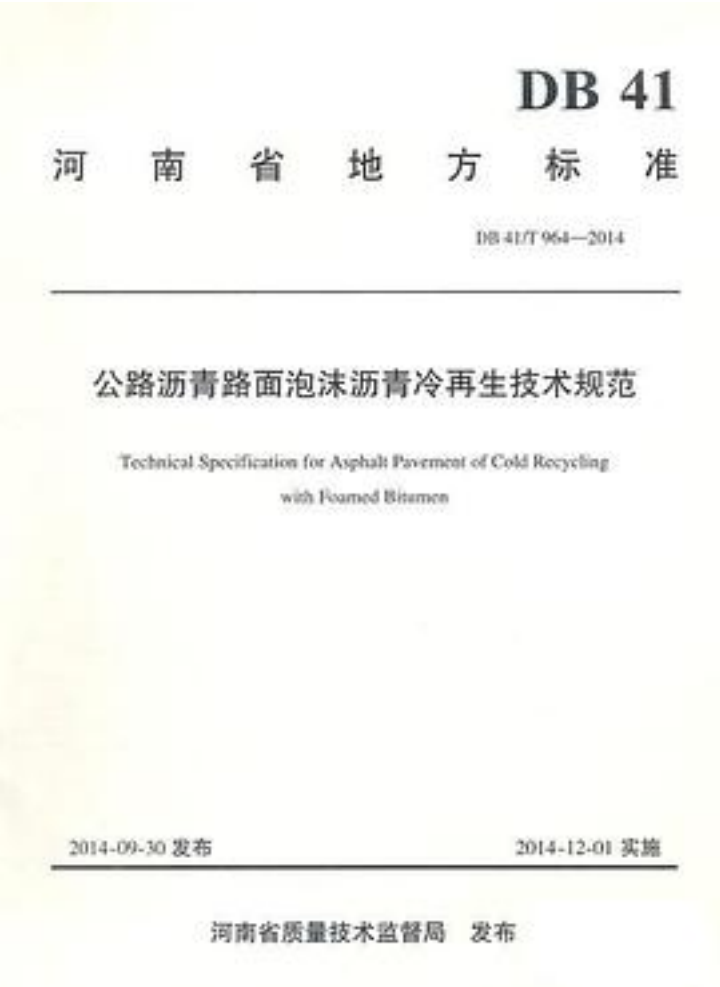 DB 41
河南省地方标准
DB 41/T 964—2014
公路沥青路面泡沫沥青冷再生技术规范
Technical Specification for Asphalt Pavement of Cold Recycling
with Foamed Bitumen
2014-09-30 发布 2014-12-01 实施
河南省质量技术监督局 发布